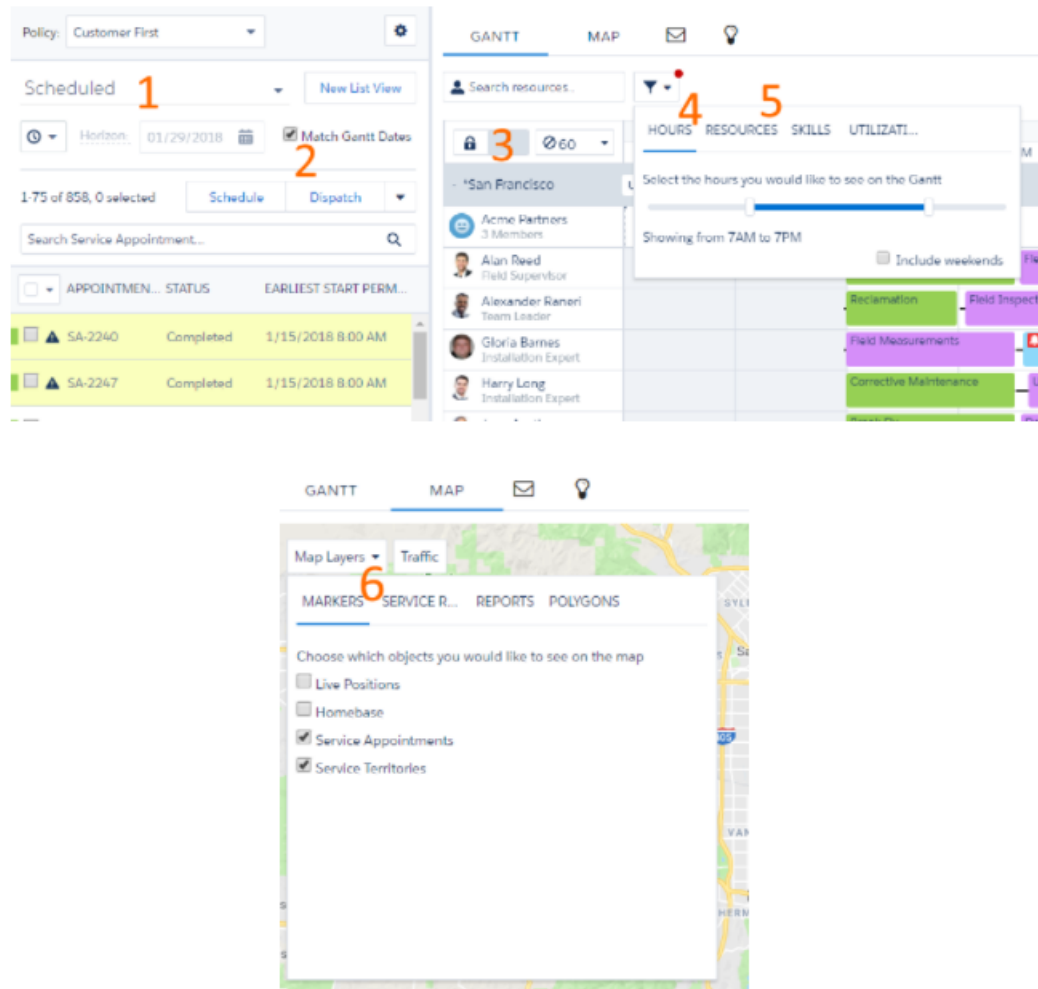 Policy: Customer First
GANTT MAP
Scheduled 1 New List View
Search resources..
4 5
Horizon: 01/29/2018 Match Gantt Dates
2
3 60
HOURS RESOURCES SKILLS UTILIZATI...
M
1-75 of 858, 0 selected Schedule Dispatch
- *San Francisco
Select the hours you would like to see on the Gantt
Search Service Appointment...
Acme Partners
3 Members
Showing from 7AM to 7PM
Include weekends
Alan Reed
Field Supervisor
APPOINTMEN... STATUS EARLIEST START PERM...
Alexander Raneri
Team Leader
Reclamation Field Inspect
SA-2240 Completed 1/15/2018 8:00 AM
Gloria Barnes
Installation Expert
Field Measurements
SA-2247 Completed 1/15/2018 8:00 AM
Harry Long
Installation Expert
Corrective Maintenance
GANTT MAP
Map Layers Traffic
6
MARKERS SERVICE R... REPORTS POLYGONS
Choose which objects you would like to see on the map
Live Positions
Homebase
Service Appointments
Service Territories